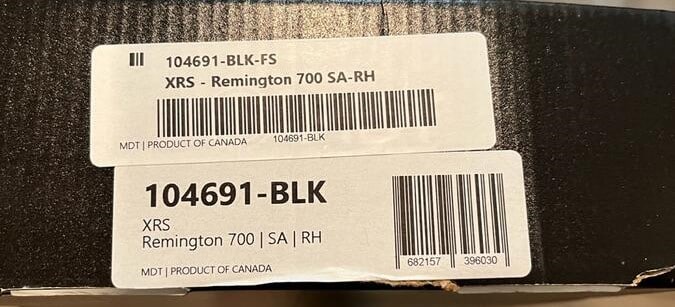 104691-BLK-FS
XRS - Remington 700 SA-RH
MDT | PRODUCT OF CANADA 104691-BLK
104691-BLK
XRS
Remington 700 | SA | RH
682157 396030
MDT | PRODUCT OF CANADA